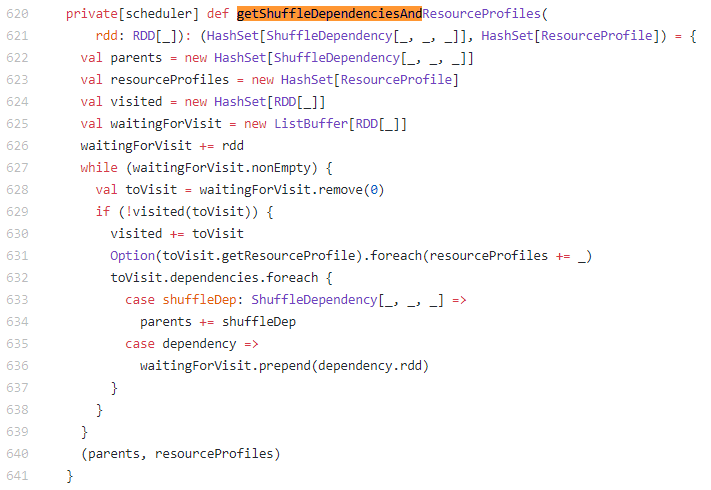 620 private[scheduler] def getShuffleDependenciesAndResourceProfiles(
621 rdd: RDD[_]): (HashSet[ShuffleDependency[_, _, _]], HashSet[ResourceProfile]) = {
622 val parents = new HashSet[ShuffleDependency[_, _, _]]
623 val resourceProfiles = new HashSet[ResourceProfile]
624 val visited = new HashSet[RDD[_]]
625 val waitingForVisit = new ListBuffer[RDD[_]]
626 waitingForVisit += rdd
627 while (waitingForVisit.nonEmpty) {
628 val toVisit = waitingForVisit.remove(0)
629 if (!visited(toVisit)) {
630 visited += toVisit
631 Option(toVisit.getResourceProfile).foreach(resourceProfiles += _)
632 toVisit.dependencies.foreach {
633 case shuffleDep: ShuffleDependency[_, _, _] =>
634 parents += shuffleDep
635 case dependency =>
636 waitingForVisit.prepend(dependency.rdd)
637 }
638 }
639 }
640 (parents, resourceProfiles)
641 }